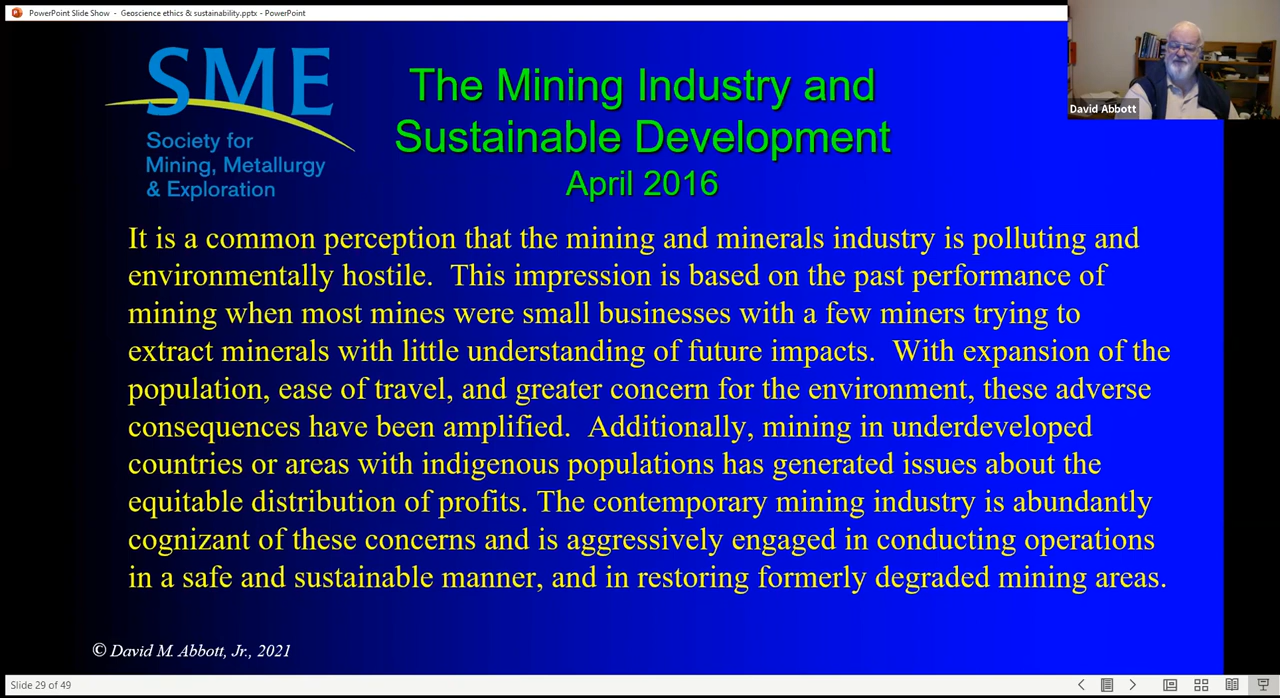 PowerPoint Slide Show - Geoscience ethics & sustainability.pptx - PowerPoint
David Abbott
SME
Society for
Mining, Metallurgy
& Exploration
The Mining Industry and
Sustainable Development
April 2016
It is a common perception that the mining and minerals industry is polluting and
environmentally hostile.  This impression is based on the past performance of
mining when most mines were small businesses with a few miners trying to
extract minerals with little understanding of future impacts.  With expansion of the
population, ease of travel, and greater concern for the environment, these adverse
consequences have been amplified.  Additionally, mining in underdeveloped
countries or areas with indigenous populations has generated issues about the
equitable distribution of profits. The contemporary mining industry is abundantly
cognizant of these concerns and is aggressively engaged in conducting operations
in a safe and sustainable manner, and in restoring formerly degraded mining areas.
© David M. Abbott, Jr., 2021
Slide 29 of 49